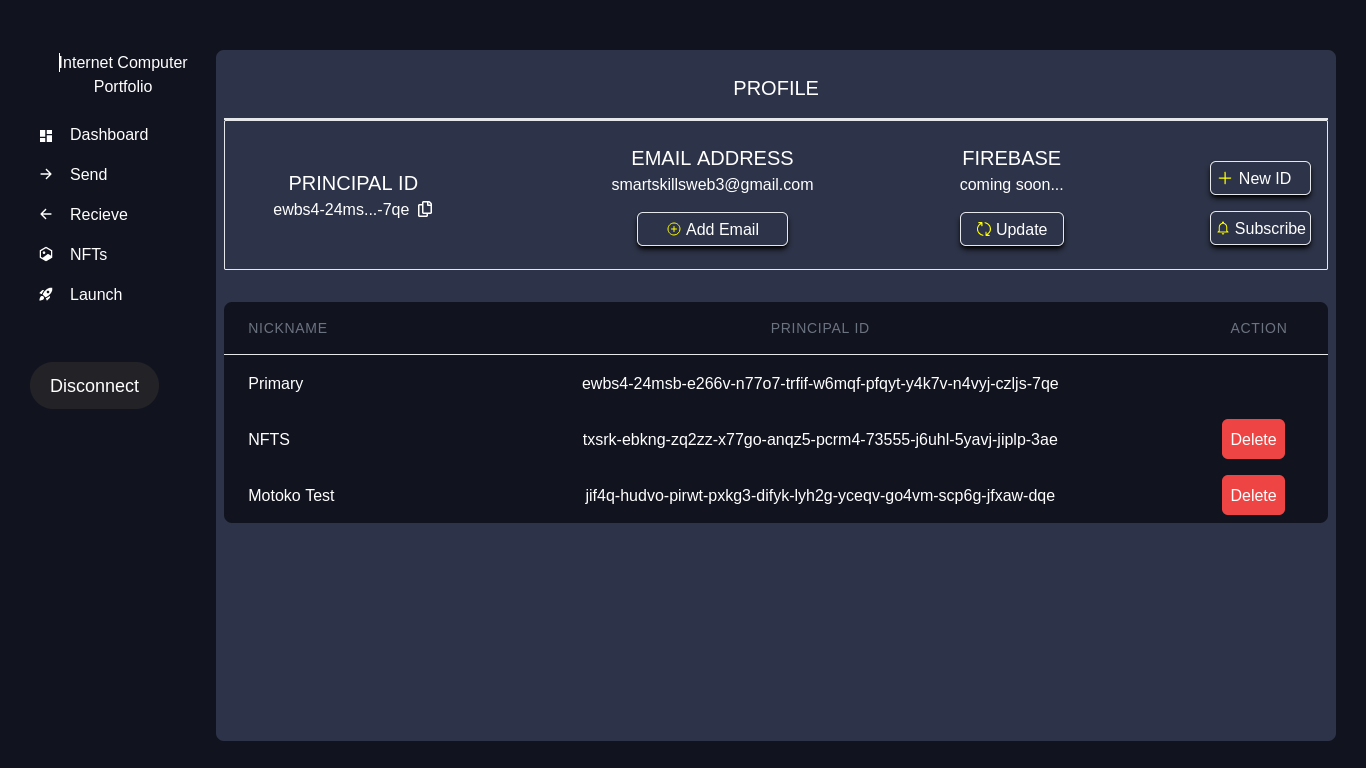 Internet Computer
Portfolio
Dashboard
Send
Recieve
NFTs
Launch
Disconnect
PROFILE
PRINCIPAL ID
ewbs4-24ms...-7qe
EMAIL ADDRESS
smartskillsweb3@gmail.com
Add Email
FIREBASE
coming soon...
Update
New ID
Subscribe
NICKNAME PRINCIPAL ID ACTION
Primary ewbs4-24msb-e266v-n77o7-trfif-w6mqf-pfqyt-y4k7v-n4vyj-czljs-7qe
NFTS txsrk-ebkng-zq2zz-x77go-anqz5-pcrm4-73555-j6uhl-5yavj-jiplp-3ae Delete
Motoko Test jif4q-hudvo-pirwt-pxkg3-difyk-lyh2g-yceqv-go4vm-scp6g-jfxaw-dqe Delete